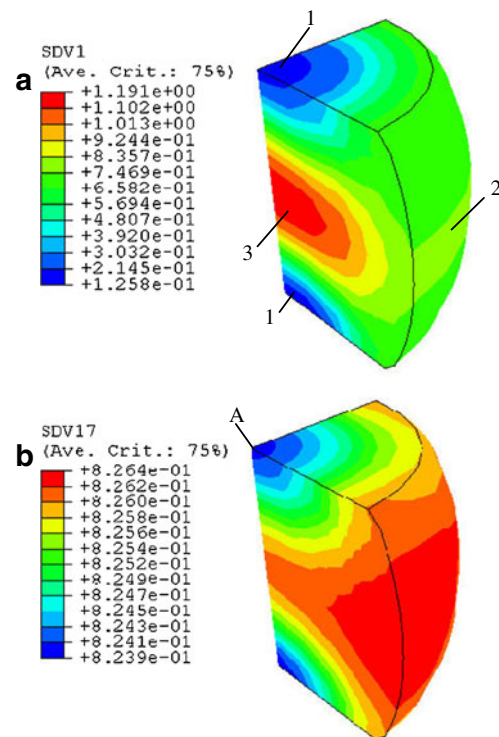 1
SDV1
a (Ave. Crit.: 75%)
+1.191e+00
+1.102e+00
+1.013e+00
+9.244e-01
+8.357e-01
+7.469e-01
+6.582e-01
+5.694e-01
+4.807e-01
+3.920e-01
+3.032e-01
+2.145e-01
+1.258e-01
2
3
1
A
SDV17
b (Ave. Crit.: 75%)
+8.264e-01
+8.262e-01
+8.260e-01
+8.258e-01
+8.256e-01
+8.254e-01
+8.252e-01
+8.249e-01
+8.247e-01
+8.245e-01
+8.243e-01
+8.241e-01
+8.239e-01